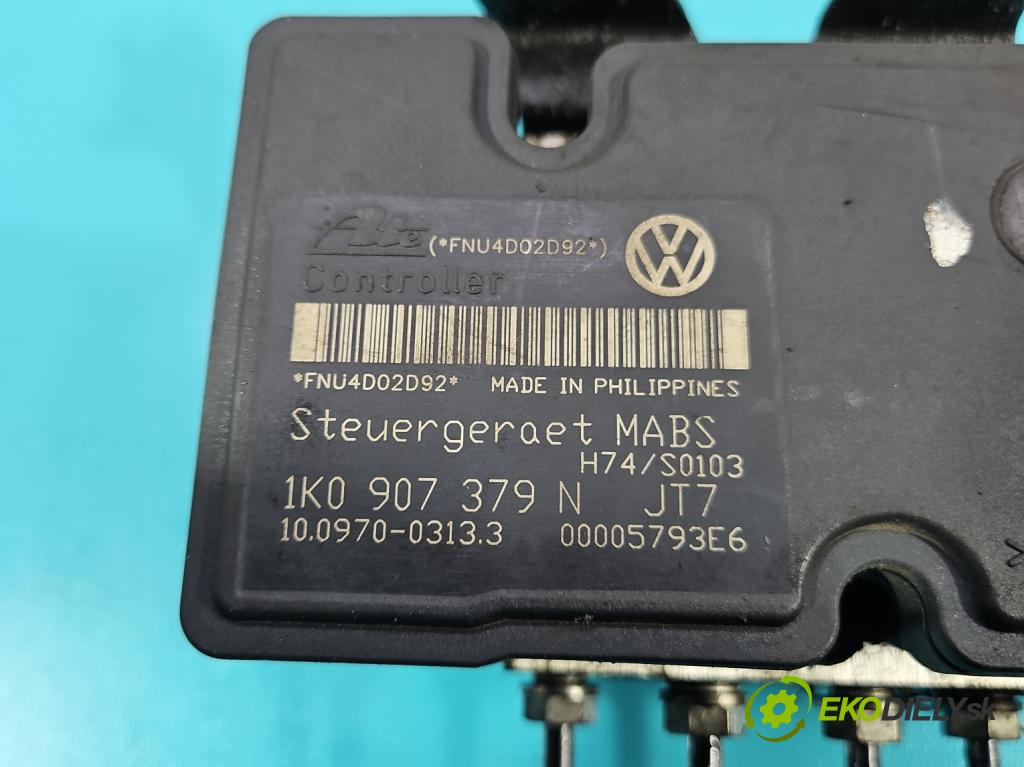 Ate (*FNU4D02D92*)
Controller
*FNU4D02D92* MADE IN PHILIPPINES
Steuergeraet MABS
H74/S0103
1K0 907 379 N JT7
10.0970-0313.3 00005793E6
EKODIELY.sk